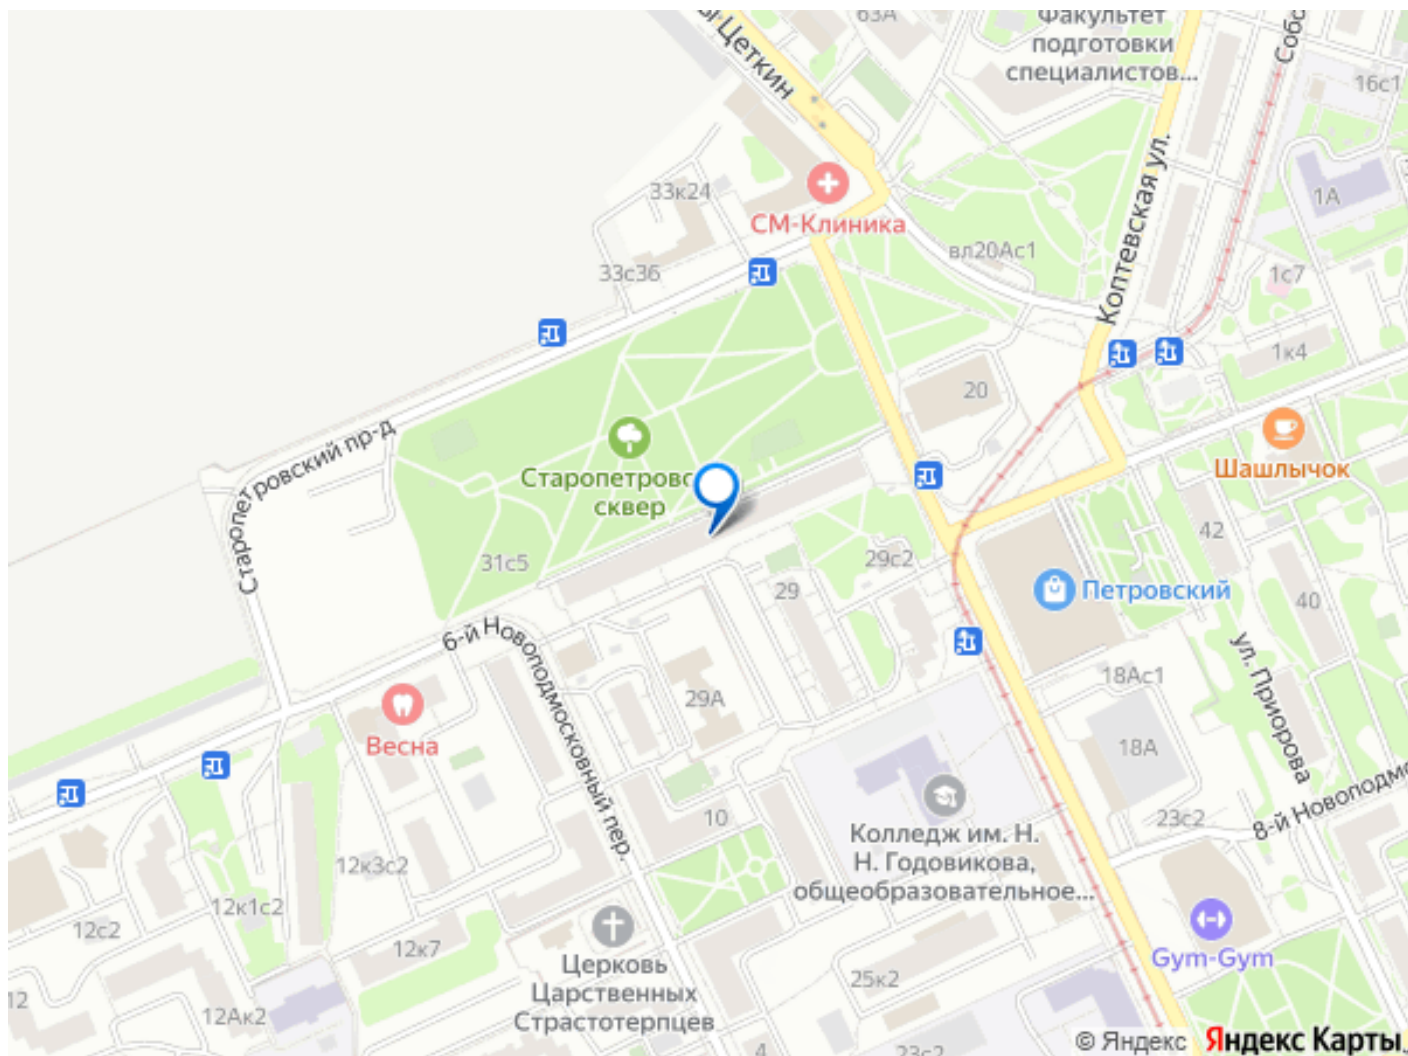 63А
Факультет
подготовки
специалистов...
ы Цеткин
Собо
16с1
33к24
СМ-Клиника
1А
Коптевская ул.
вл20Ас1
33с36
1с7
1к4
20
Старопетровский пр-д
Шашлычок
Старопетровс
сквер
42
31с5
29с2
29
Петровский
40
6-й Новоподмосковный пер.
ул. Приорова
18Ас1
29А
Весна
18А
8-й Новоподмо
23с2
10
Колледж им. Н.
Н. Годовикова,
общеобразовательное...
12к3с2
12к1с2
12с2
12к7
Gym-Gym
Церковь
Царственных
Страстотерпцев
25к2
12
12Ак2
4
23с2
© Яндекс Яндекс Карты